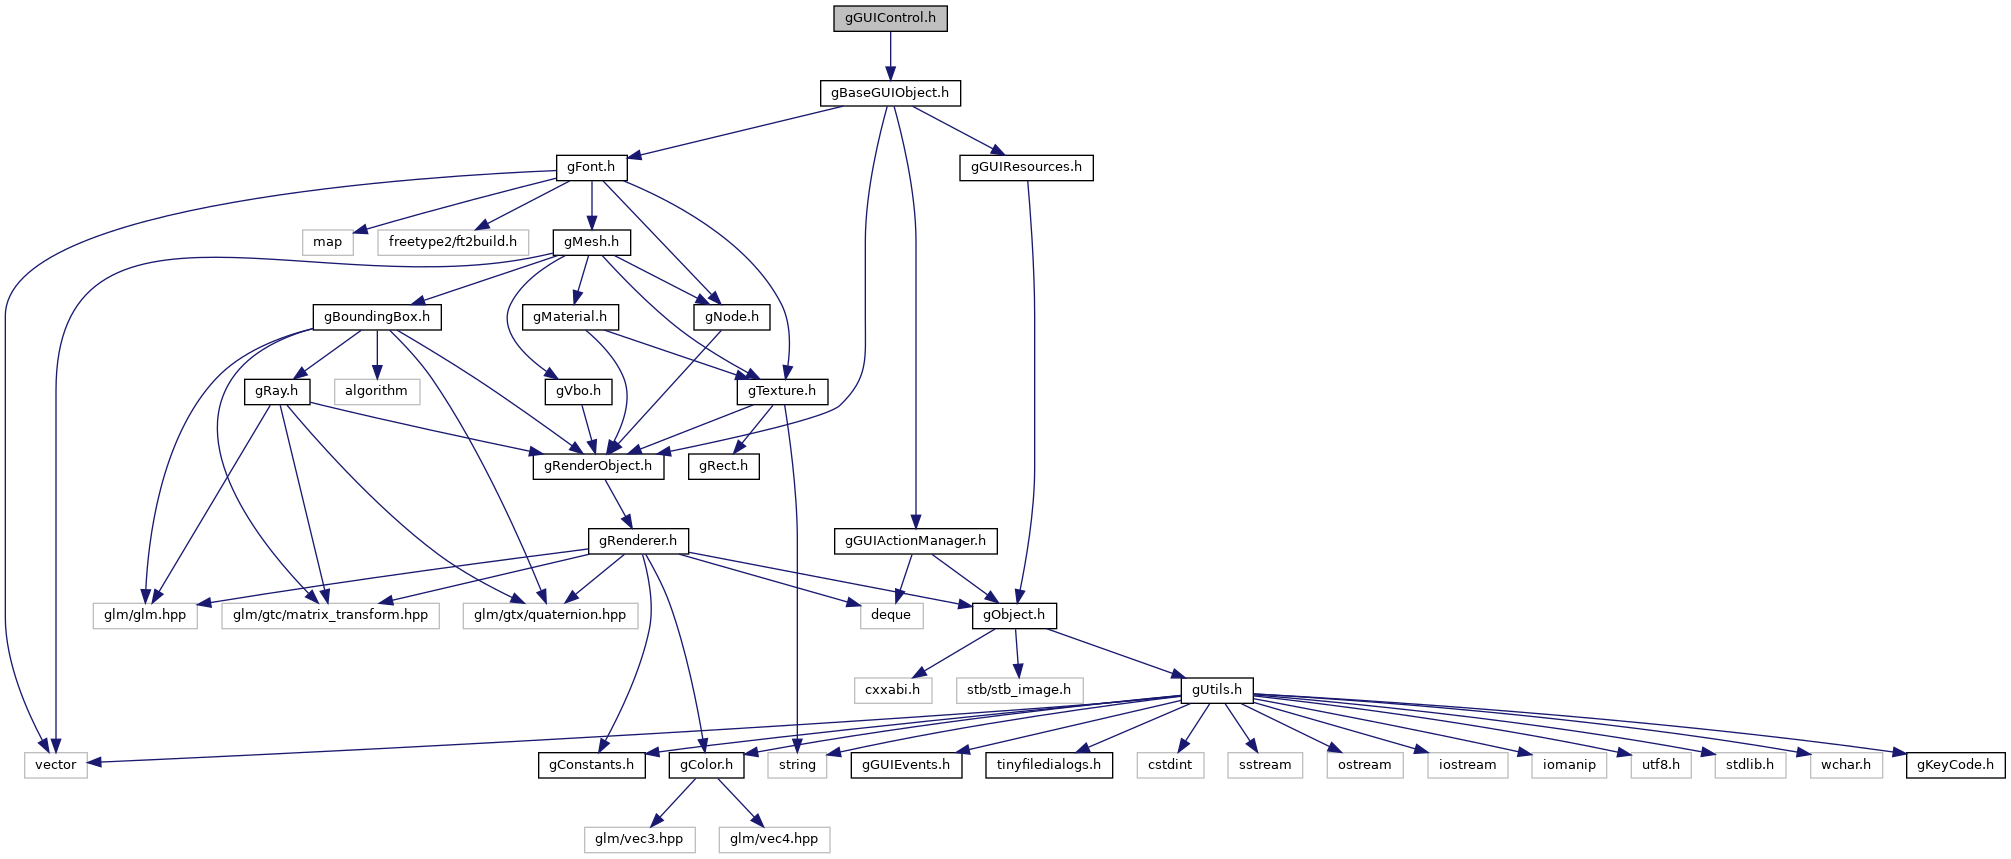 gGUIControl.h
gBaseGUIObject.h
gFont.h
gGUIResources.h
map
freetype2/ft2build.h
gMesh.h
gBoundingBox.h
gMaterial.h
gNode.h
gRay.h
algorithm
gVbo.h
gTexture.h
gRenderObject.h
gRect.h
gRenderer.h
gGUIActionManager.h
glm/glm.hpp
glm/gtc/matrix_transform.hpp
glm/gtx/quaternion.hpp
deque
gObject.h
cxxabi.h
stb/stb_image.h
gUtils.h
vector
gConstants.h
gColor.h
string
gGUIEvents.h
tinyfiledialogs.h
cstdint
sstream
ostream
iostream
iomanip
utf8.h
stdlib.h
wchar.h
gKeyCode.h
glm/vec3.hpp
glm/vec4.hpp